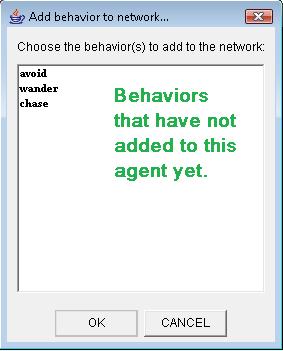 Add behavior to network...
Choose the behavior(s) to add to the network:
avoid
wander
chase
Behaviors
that have not
added to this
agent yet.
OK
CANCEL